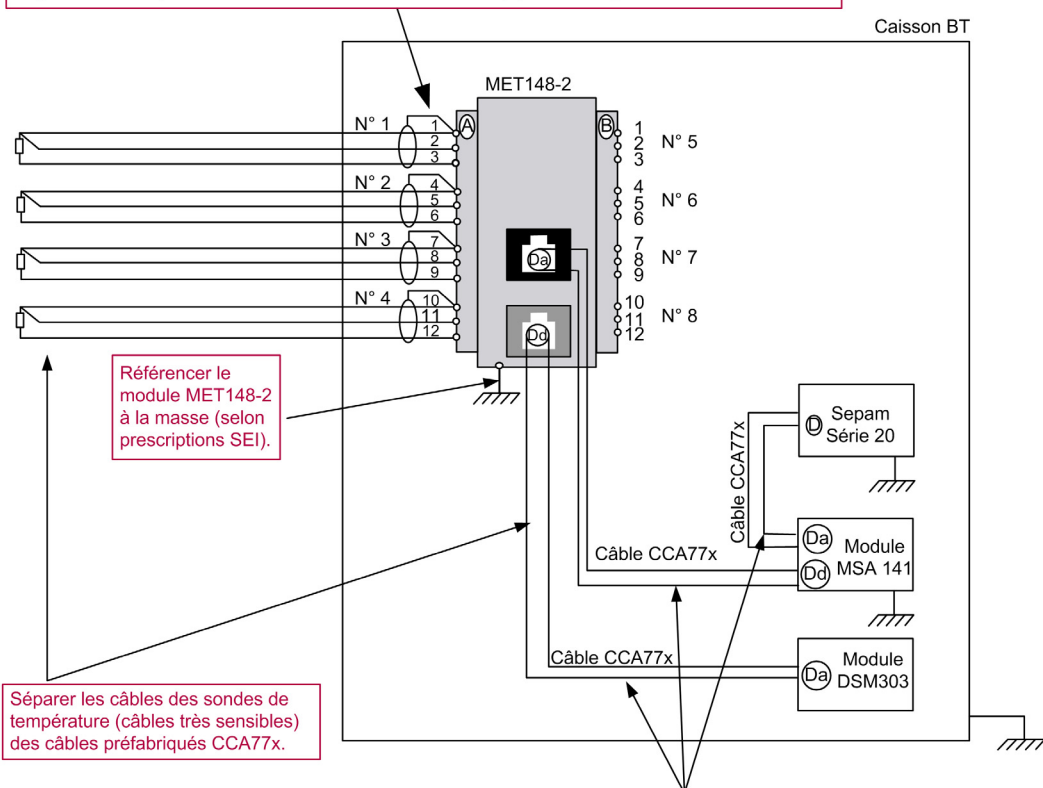 Caisson BT
MET148-2
N° 1
1
2
3
A
B
1
2
3
N° 5
N° 2
4
5
6
4
5
6
N° 6
N° 3
7
8
9
7
8
9
N° 7
N° 4
10
11
12
10
11
12
N° 8
Da
Dd
Référencer le
module MET148-2
à la masse (selon
prescriptions SEI).
Câble CCA77x
D
Sepam
Série 20
Câble CCA77x
Da
Dd
Module
MSA 141
Câble CCA77x
Da
Module
DSM303
Séparer les câbles des sondes de
température (câbles très sensibles)
des câbles préfabriqués CCA77x.